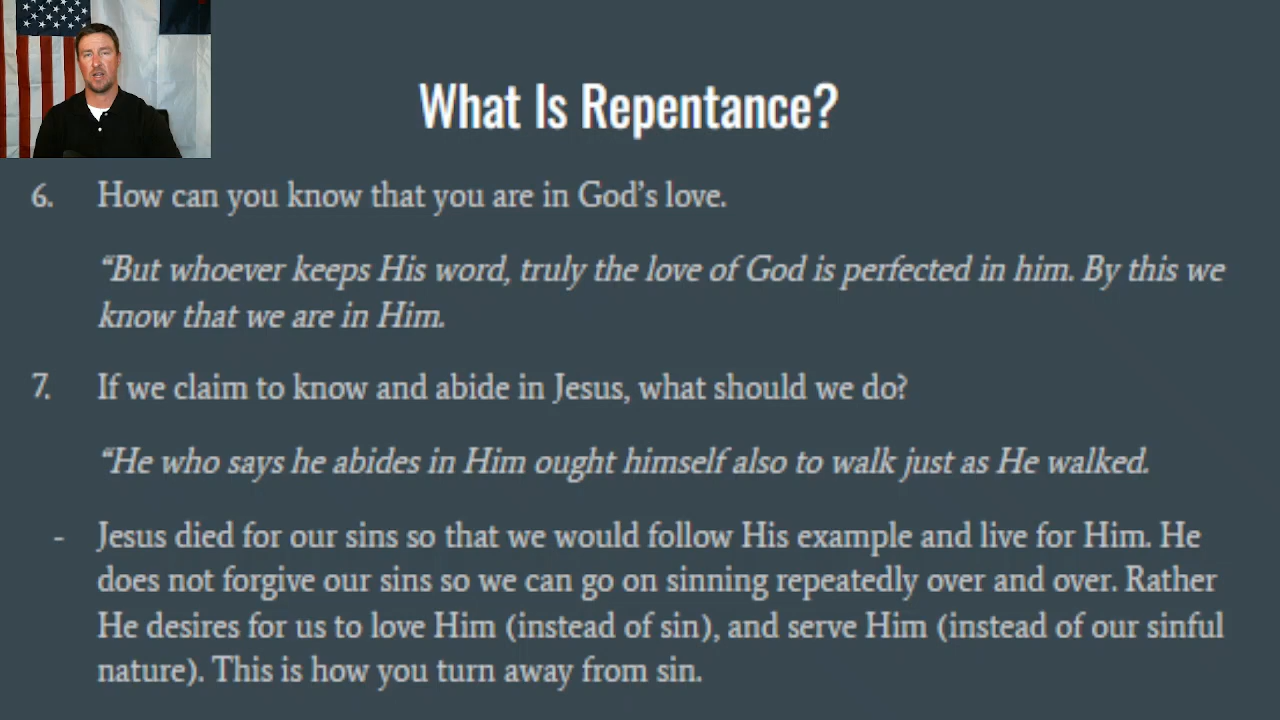 What Is Repentance?
6. How can you know that you are in God’s love.
“But whoever keeps His word, truly the love of God is perfected in him. By this we
know that we are in Him.
7. If we claim to know and abide in Jesus, what should we do?
“He who says he abides in Him ought himself also to walk just as He walked.
- Jesus died for our sins so that we would follow His example and live for Him. He
does not forgive our sins so we can go on sinning repeatedly over and over. Rather
He desires for us to love Him (instead of sin), and serve Him (instead of our sinful
nature). This is how you turn away from sin.